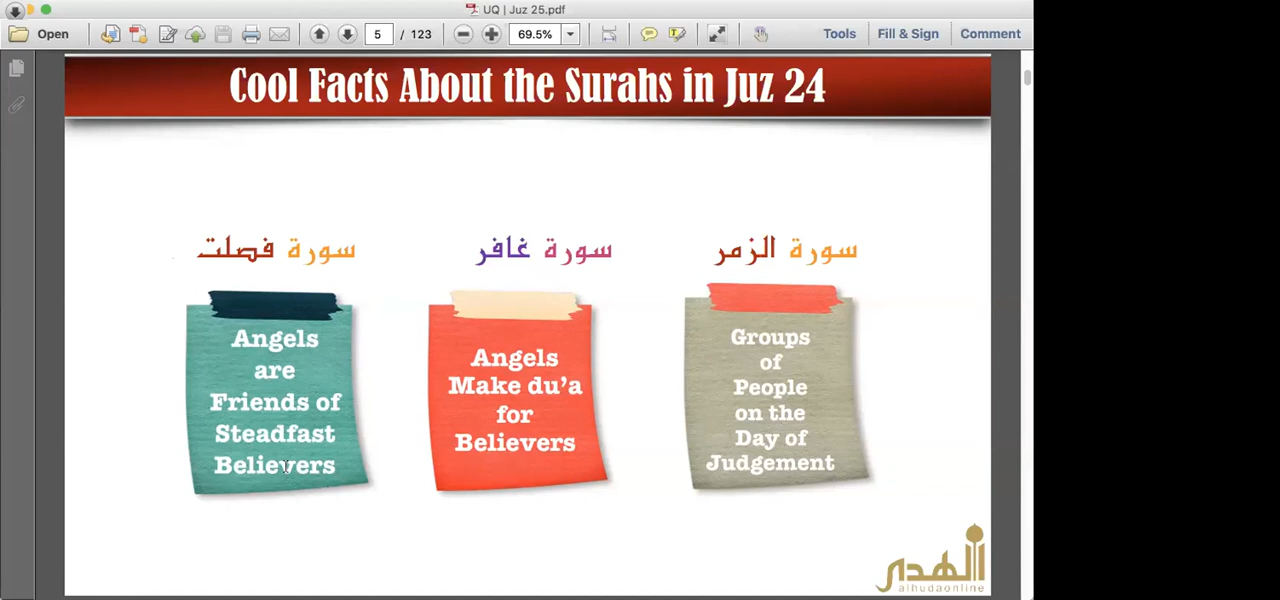 UQ | Juz 25.pdf
Open
5 / 123
69.5%
Tools
Fill & Sign
Comment
Cool Facts About the Surahs in Juz 24
سورة فصلت
Angels
are
Friends of
Steadfast
Believers
سورة غافر
Angels
Make du'a
for
Believers
سورة الزمر
Groups
of
People
on the
Day of
Judgement
الهدى
alhudaonline